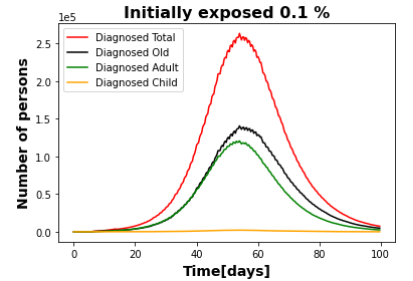 Initially exposed 0.1 %
1e5
Diagnosed Total
Diagnosed Old
Diagnosed Adult
Diagnosed Child
Number of persons
2.5
2.0
1.5
1.0
0.5
0.0
0 20 40 60 80 100
Time[days]